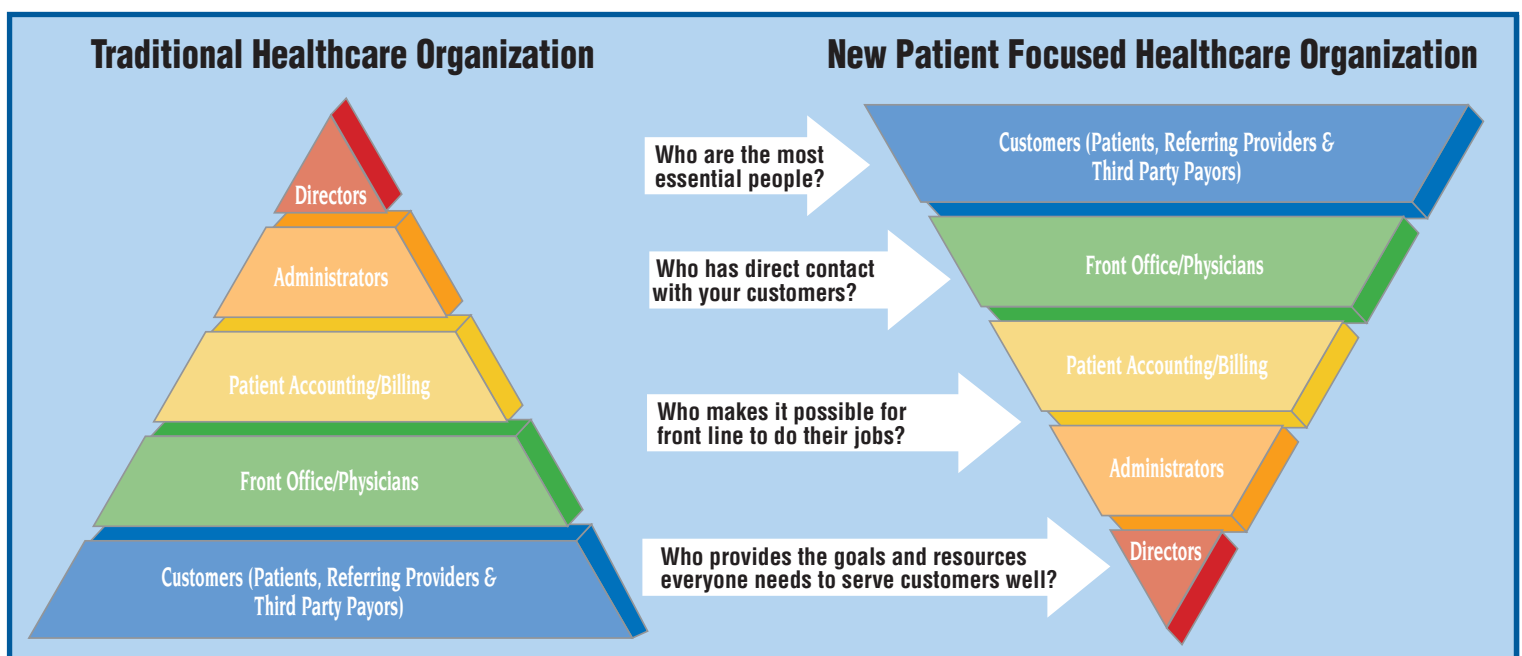 Traditional Healthcare Organization
Directors
Administrators
Patient Accounting/Billing
Front Office/Physicians
Customers (Patients, Referring Providers &
Third Party Payors)
Who are the most
essential people?
Who has direct contact
with your customers?
Who makes it possible for
front line to do their jobs?
Who provides the goals and resources
everyone needs to serve customers well?
New Patient Focused Healthcare Organization
Customers (Patients, Referring Providers &
Third Party Payors)
Front Office/Physicians
Patient Accounting/Billing
Administrators
Directors